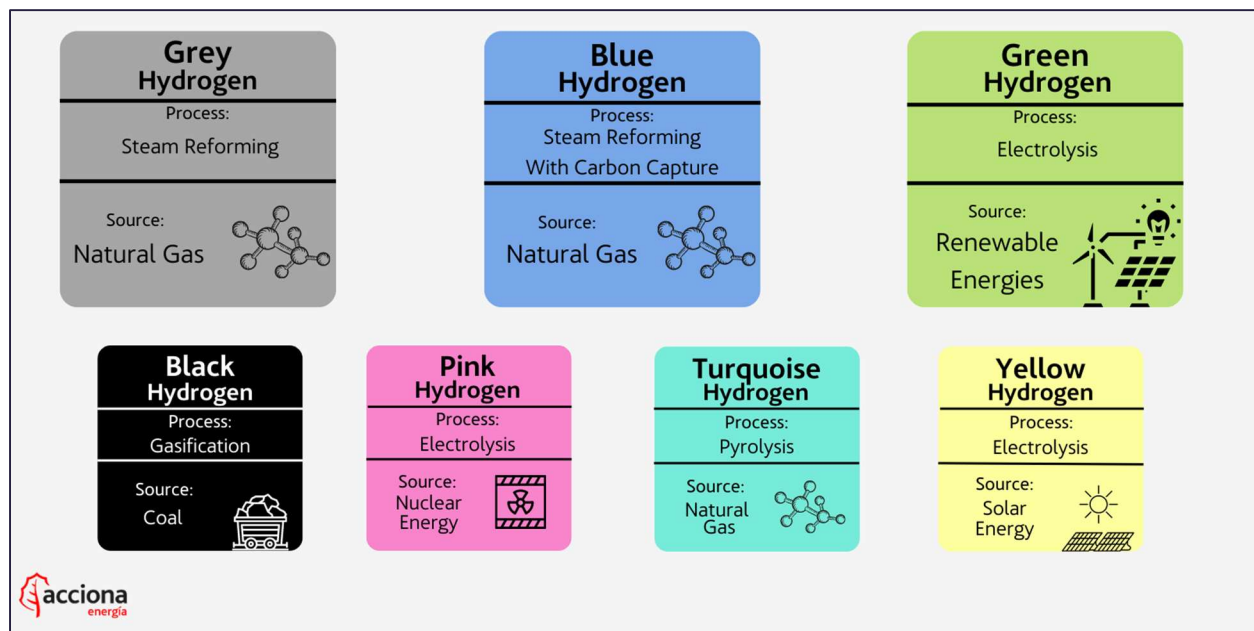 Grey
Hydrogen
Process:
Steam Reforming
Source:
Natural Gas
Blue
Hydrogen
Process:
Steam Reforming
With Carbon Capture
Source:
Natural Gas
Green
Hydrogen
Process:
Electrolysis
Source:
Renewable
Energies
Black
Hydrogen
Process:
Gasification
Source:
Coal
Pink
Hydrogen
Process:
Electrolysis
Source:
Nuclear
Energy
Turquoise
Hydrogen
Process:
Pyrolysis
Source:
Natural
Gas
Yellow
Hydrogen
Process:
Electrolysis
Source:
Solar
Energy
acciona
energía